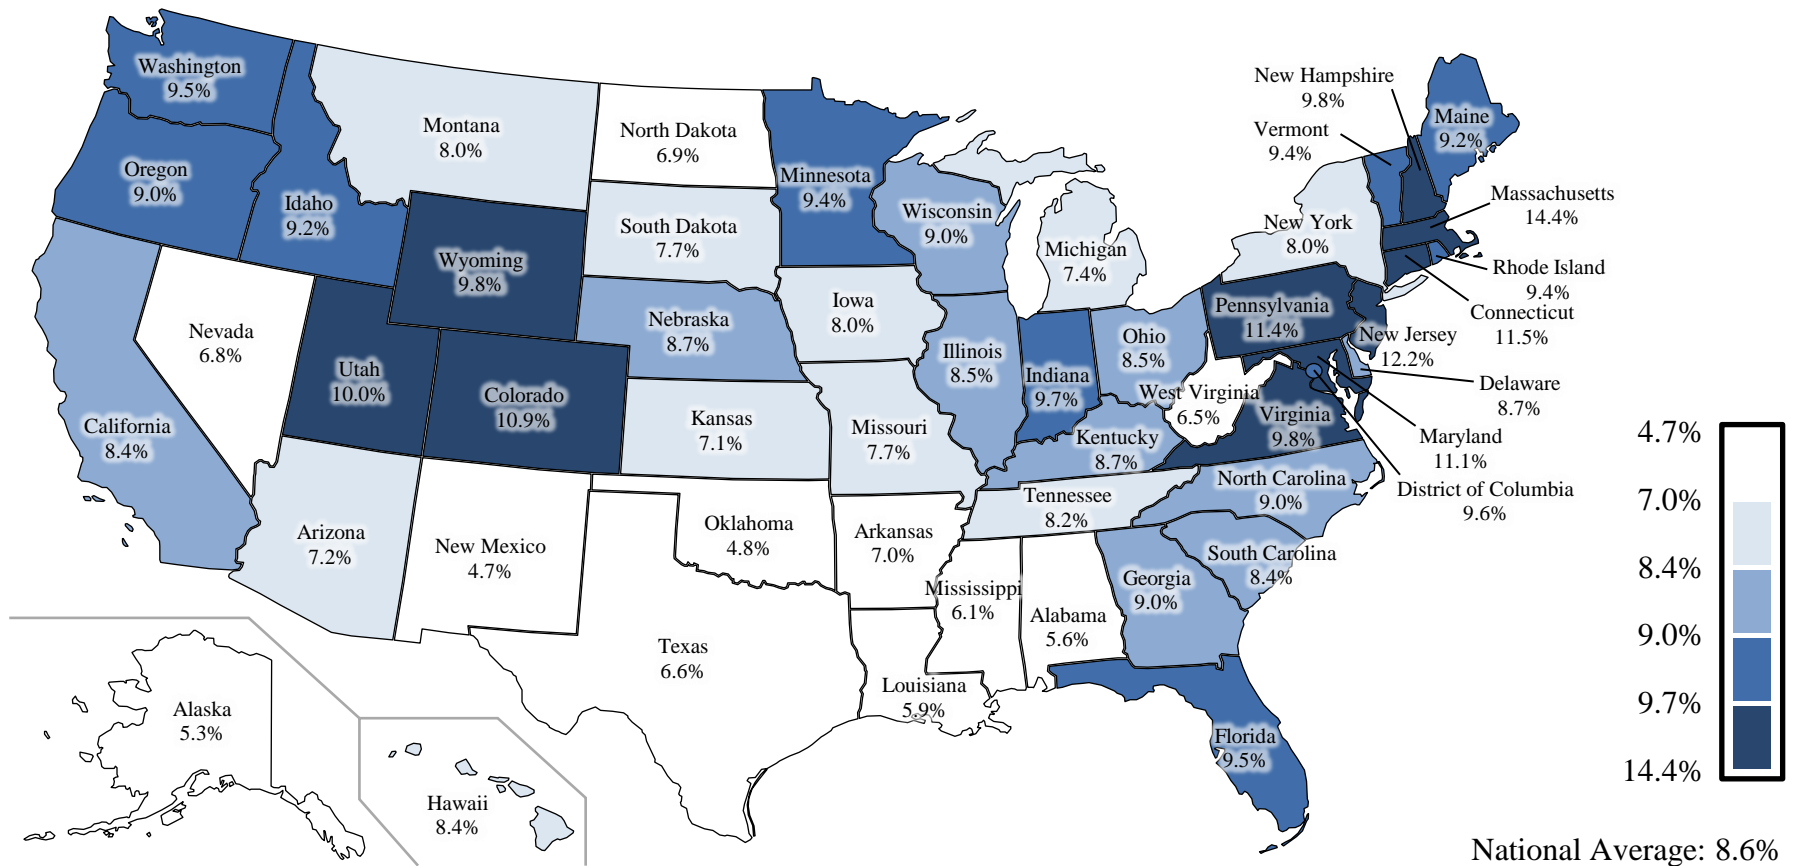 Washington
9.5%
Oregon
9.0%
Idaho
9.2%
Montana
8.0%
North Dakota
6.9%
Minnesota
9.4%
South Dakota
7.7%
Wisconsin
9.0%
Michigan
7.4%
New Hampshire
9.8%
Vermont
9.4%
Maine
9.2%
Massachusetts
14.4%
New York
8.0%
Rhode Island
9.4%
Connecticut
11.5%
Wyoming
9.8%
Nevada
6.8%
Utah
10.0%
Colorado
10.9%
California
8.4%
Nebraska
8.7%
Iowa
8.0%
Illinois
8.5%
Indiana
9.7%
Ohio
8.5%
Pennsylvania
11.4%
New Jersey
12.2%
Delaware
8.7%
West Virginia
6.5%
Virginia
9.8%
Maryland
11.1%
District of Columbia
9.6%
Kansas
7.1%
Missouri
7.7%
Kentucky
8.7%
Tennessee
8.2%
North Carolina
9.0%
South Carolina
8.4%
Arizona
7.2%
New Mexico
4.7%
Oklahoma
4.8%
Arkansas
7.0%
Mississippi
6.1%
Alabama
5.6%
Georgia
9.0%
Texas
6.6%
Louisiana
5.9%
Florida
9.5%
Alaska
5.3%
Hawaii
8.4%
4.7%
7.0%
8.4%
9.0%
9.7%
14.4%
National Average: 8.6%